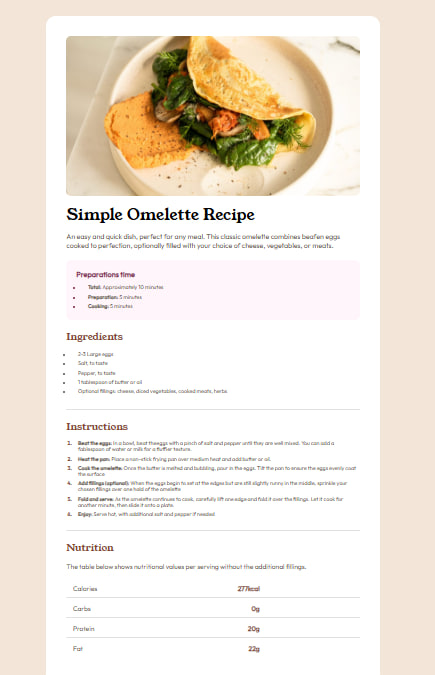 Simple Omelette Recipe
An easy and quick dish, perfect for any meal. This classic omelette combines beafen eggs
cooked to perfection, optionally filled with your choice of cheese, vegetables, or meats.
Preparations time
Total: Approximately 10 minutes
Preparation: 5 minutes
Cooking: 5 minutes
Ingredients
2-3 Large eggs
Salt, to taste
Pepper, to taste
1 tablespoon of butter or oil
Optional fillings: cheese, diced vegetables, cooked meats, herbs
Instructions
1. Beat the eggs: In a bowl, beat theeggs with a pinch of salt and pepper until they are well mixed. You can add a
tablespoon of water or milk for a fluffier texture.
2. Heat the pan: Place a non-stick frying pan over medium heat and add butter or oil.
3. Cook the omelette: Once the butter is melted and bubbling, pour in the eggs. Tilt the pan to ensure the eggs evenly coat
the surface.
4. Add fillings (optional): When the eggs begin to set at the edges but are still slightly runny in the middle, sprinkle your
chosen fillings over one hald of the omelette
5. Fold and serve: As the omelette continues to cook, carefully lift one edge and fold it over the fillings. Let it cook for
another minute, then slide it onto a plate.
6. Enjoy: Serve hot, with additional salt and pepper if needed
Nutrition
The table below shows nutritional values per serving without the additional fillings.
Calories 277kcal
Carbs 0g
Protein 20g
Fat 22g